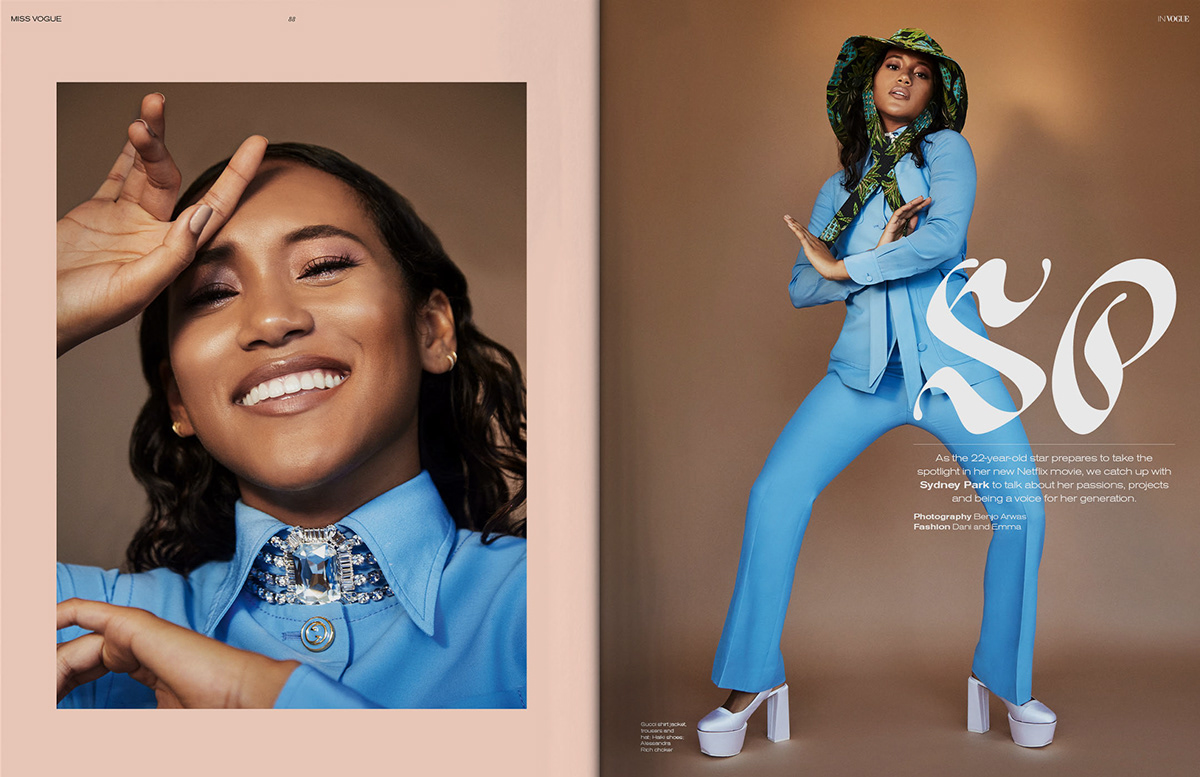 MISS VOGUE
88
IN VOGUE
SP
As the 22-year-old star prepares to take the
spotlight in her new Netflix movie, we catch up with
Sydney Park to talk about her passions, projects
and being a voice for her generation.
Photography Benjo Arwas
Fashion Dani and Emma
Gucci shirt jacket,
trousers and
hat; Haiki shoes;
Alessandra
Rich choker